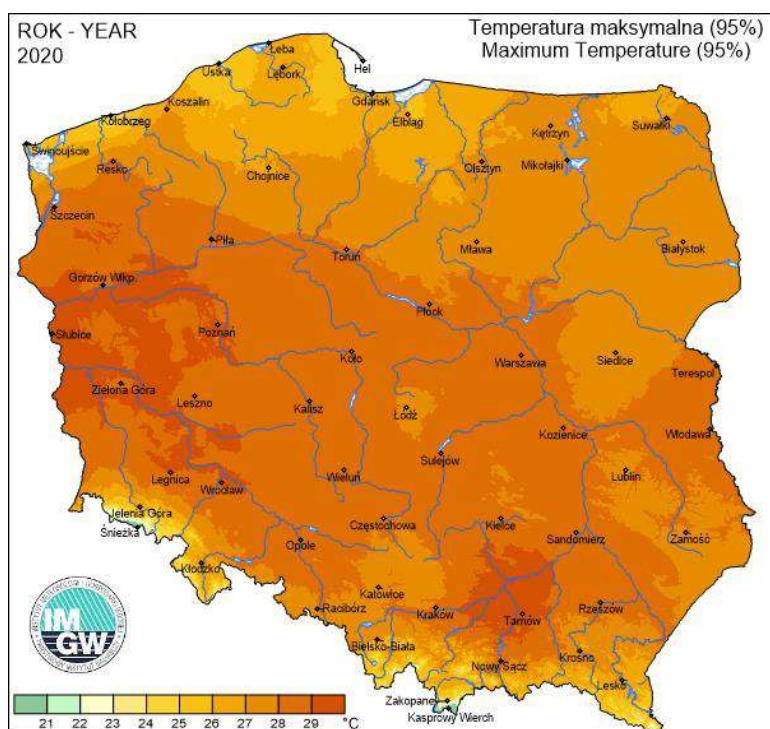 ROK - YEAR
2020
Temperatura maksymalna (95%)
Maximum Temperature (95%)
Łeba
Hel
Ustka
Lębork
Gdańsk
Koszalin
Kołobrzeg
Elbląg
Kętrzyn
Suwałki
Świnoujście
Resko
Chojnice
Olsztyn
Mikołajki
Szczecin
Piła
Toruń
Mława
Białystok
Gorzów Wlkp.
Płock
Słubice
Poznań
Koło
Warszawa
Siedlce
Terespol
Zielona Góra
Leszno
Kalisz
Łódź
Kozienice
Włodawa
Sulejów
Legnica
Wrocław
Wieluń
Lublin
Jelenia Góra
Śnieżka
Częstochowa
Kielce
Sandomierz
Zamość
Opole
Kłodzko
Katowice
Racibórz
Kraków
Tarnów
Rzeszów
Bielsko-Biała
Nowy Sącz
Krosno
Lesko
Zakopane
Kasprowy Wierch
IM
GW
21 22 23 24 25 26 27 28 29 °C